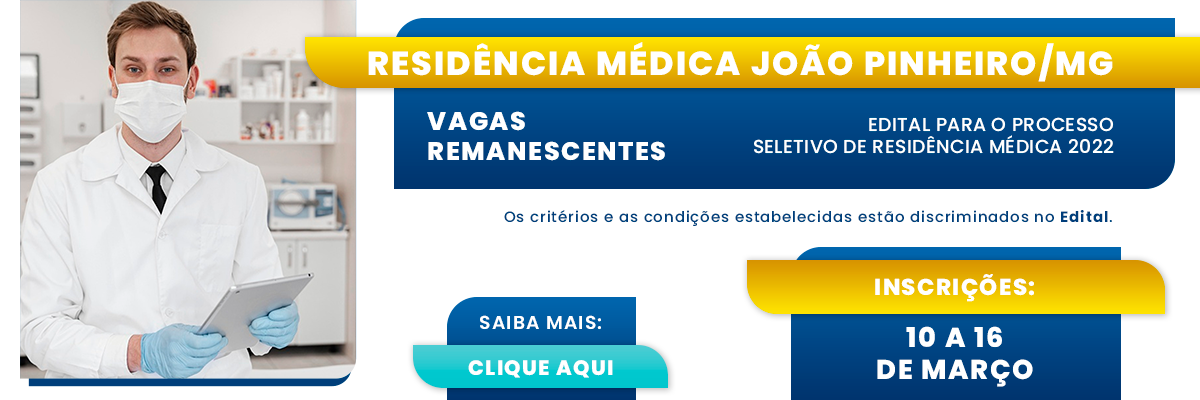 RESIDÊNCIA MÉDICA JOÃO PINHEIRO/MG
VAGAS
REMANESCENTES
EDITAL PARA O PROCESSO
SELETIVO DE RESIDÊNCIA MÉDICA 2022
Os critérios e as condições estabelecidas estão discriminados no Edital.
SAIBA MAIS:
CLIQUE AQUI
INSCRIÇÕES:
10 A 16
DE MARÇO